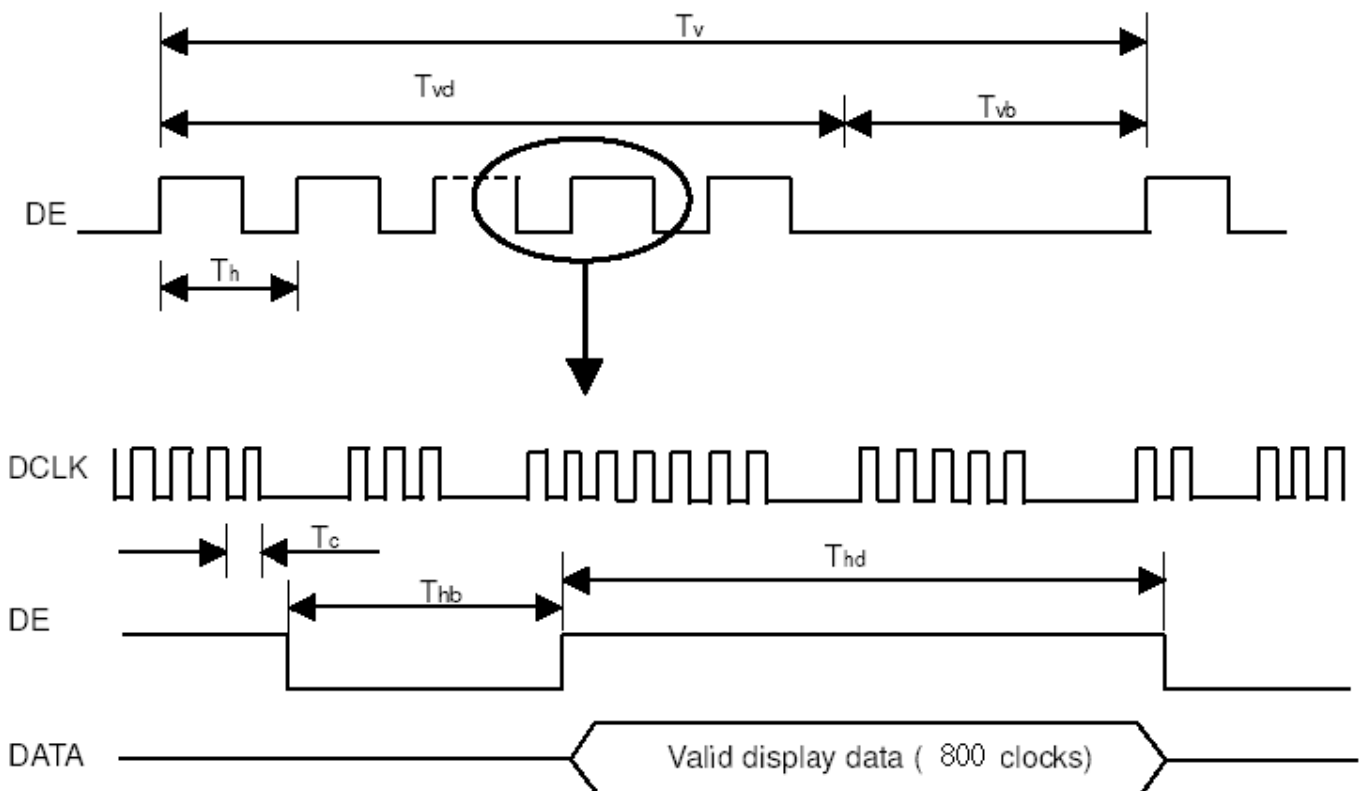 Tv
Tvd
Tvb
DE
Th
DCLK
Tc
Thd
Thb
DE
DATA
Valid display data ( 800 clocks)